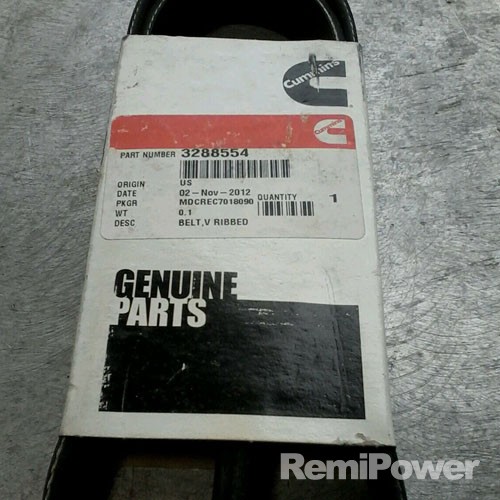 Cummins
Cummins
PART NUMBER 3288554
ORIGIN US
DATE 02-Nov-2012 QUANTITY 1
PKGR MDCREC7018090
WT 0.1
DESC BELT,V RIBBED
GENUINE
PARTS
RemiPower